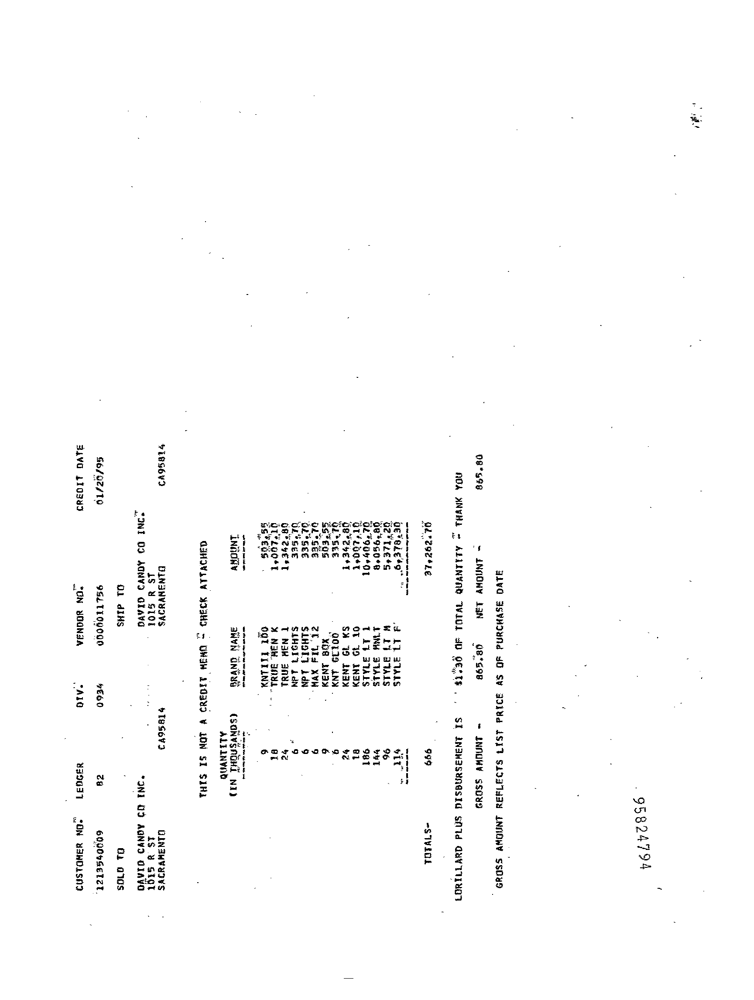 CUSTOMER NO. LEDGER DIV. VENDOR NO. CREDIT DATE
1213540009 82 0934 0000011756 01/20/95
SOLD TO SHIP TO
DAVID CANDY CO INC. DAVID CANDY CO INC.
1015 R ST 1015 R ST
SACRAMENTO CA95814 SACRAMENTO CA95814
THIS IS NOT A CREDIT MEMO - CHECK ATTACHED
QUANTITY
(IN THOUSANDS) BRAND NAME AMOUNT
9 KNTIII 100 503.55
18 TRUE MEN K 1,007.10
24 TRUE MEN 1 1,342.80
6 NPT LIGHTS 335.70
6 NPT LIGHTS 335.70
6 MAX FIL 12 335.70
9 KENT BOX 503.55
6 KNT GL100 335.70
24 KENT GL KS 1,342.80
18 KENT GL 10 1,007.10
186 STYLE LT 1 10,406.70
144 STYLE MNLT 8,056.80
96 STYLE LT M 5,371.20
114 STYLE LT F 6,378.30
TOTALS- 666 37,262.70
LORILLARD PLUS DISBURSEMENT IS $1.30 OF TOTAL QUANTITY - THANK YOU
GROSS AMOUNT - 865.80 NET AMOUNT - 865.80
GROSS AMOUNT REFLECTS LIST PRICE AS OF PURCHASE DATE
95824794